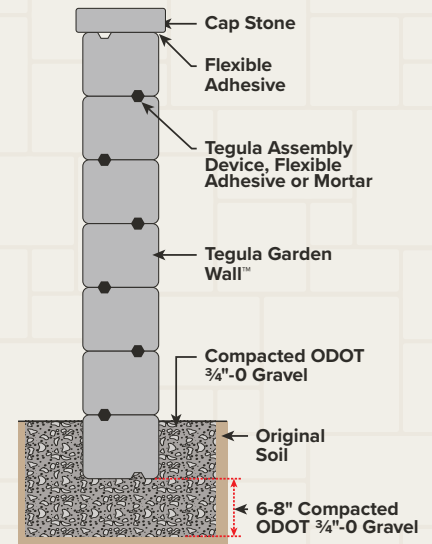 Cap Stone
Flexible
Adhesive
Tegula Assembly
Device, Flexible
Adhesive or Mortar
Tegula Garden
Wall™
Compacted ODOT
¾"-0 Gravel
Original
Soil
6-8" Compacted
ODOT ¾"-0 Gravel